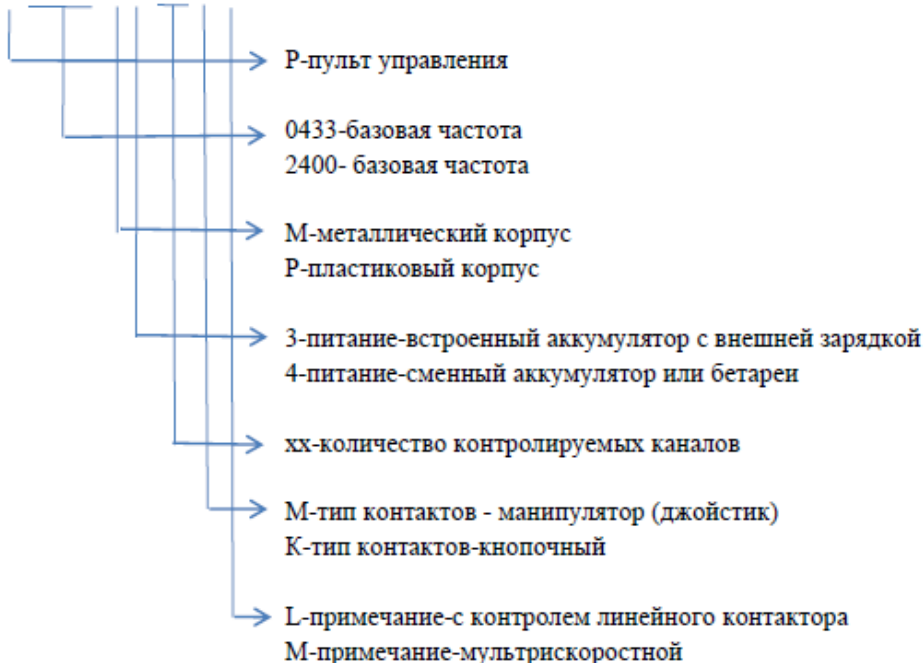 Р-пульт управления
0433-базовая частота
2400- базовая частота
М-металлический корпус
Р-пластиковый корпус
3-питание-встроенный аккумулятор с внешней зарядкой
4-питание-сменный аккумулятор или бетареи
хх-количество контролируемых каналов
М-тип контактов - манипулятор (джойстик)
К-тип контактов-кнопочный
L-примечание-с контролем линейного контактора
М-примечание-мультрискоростной